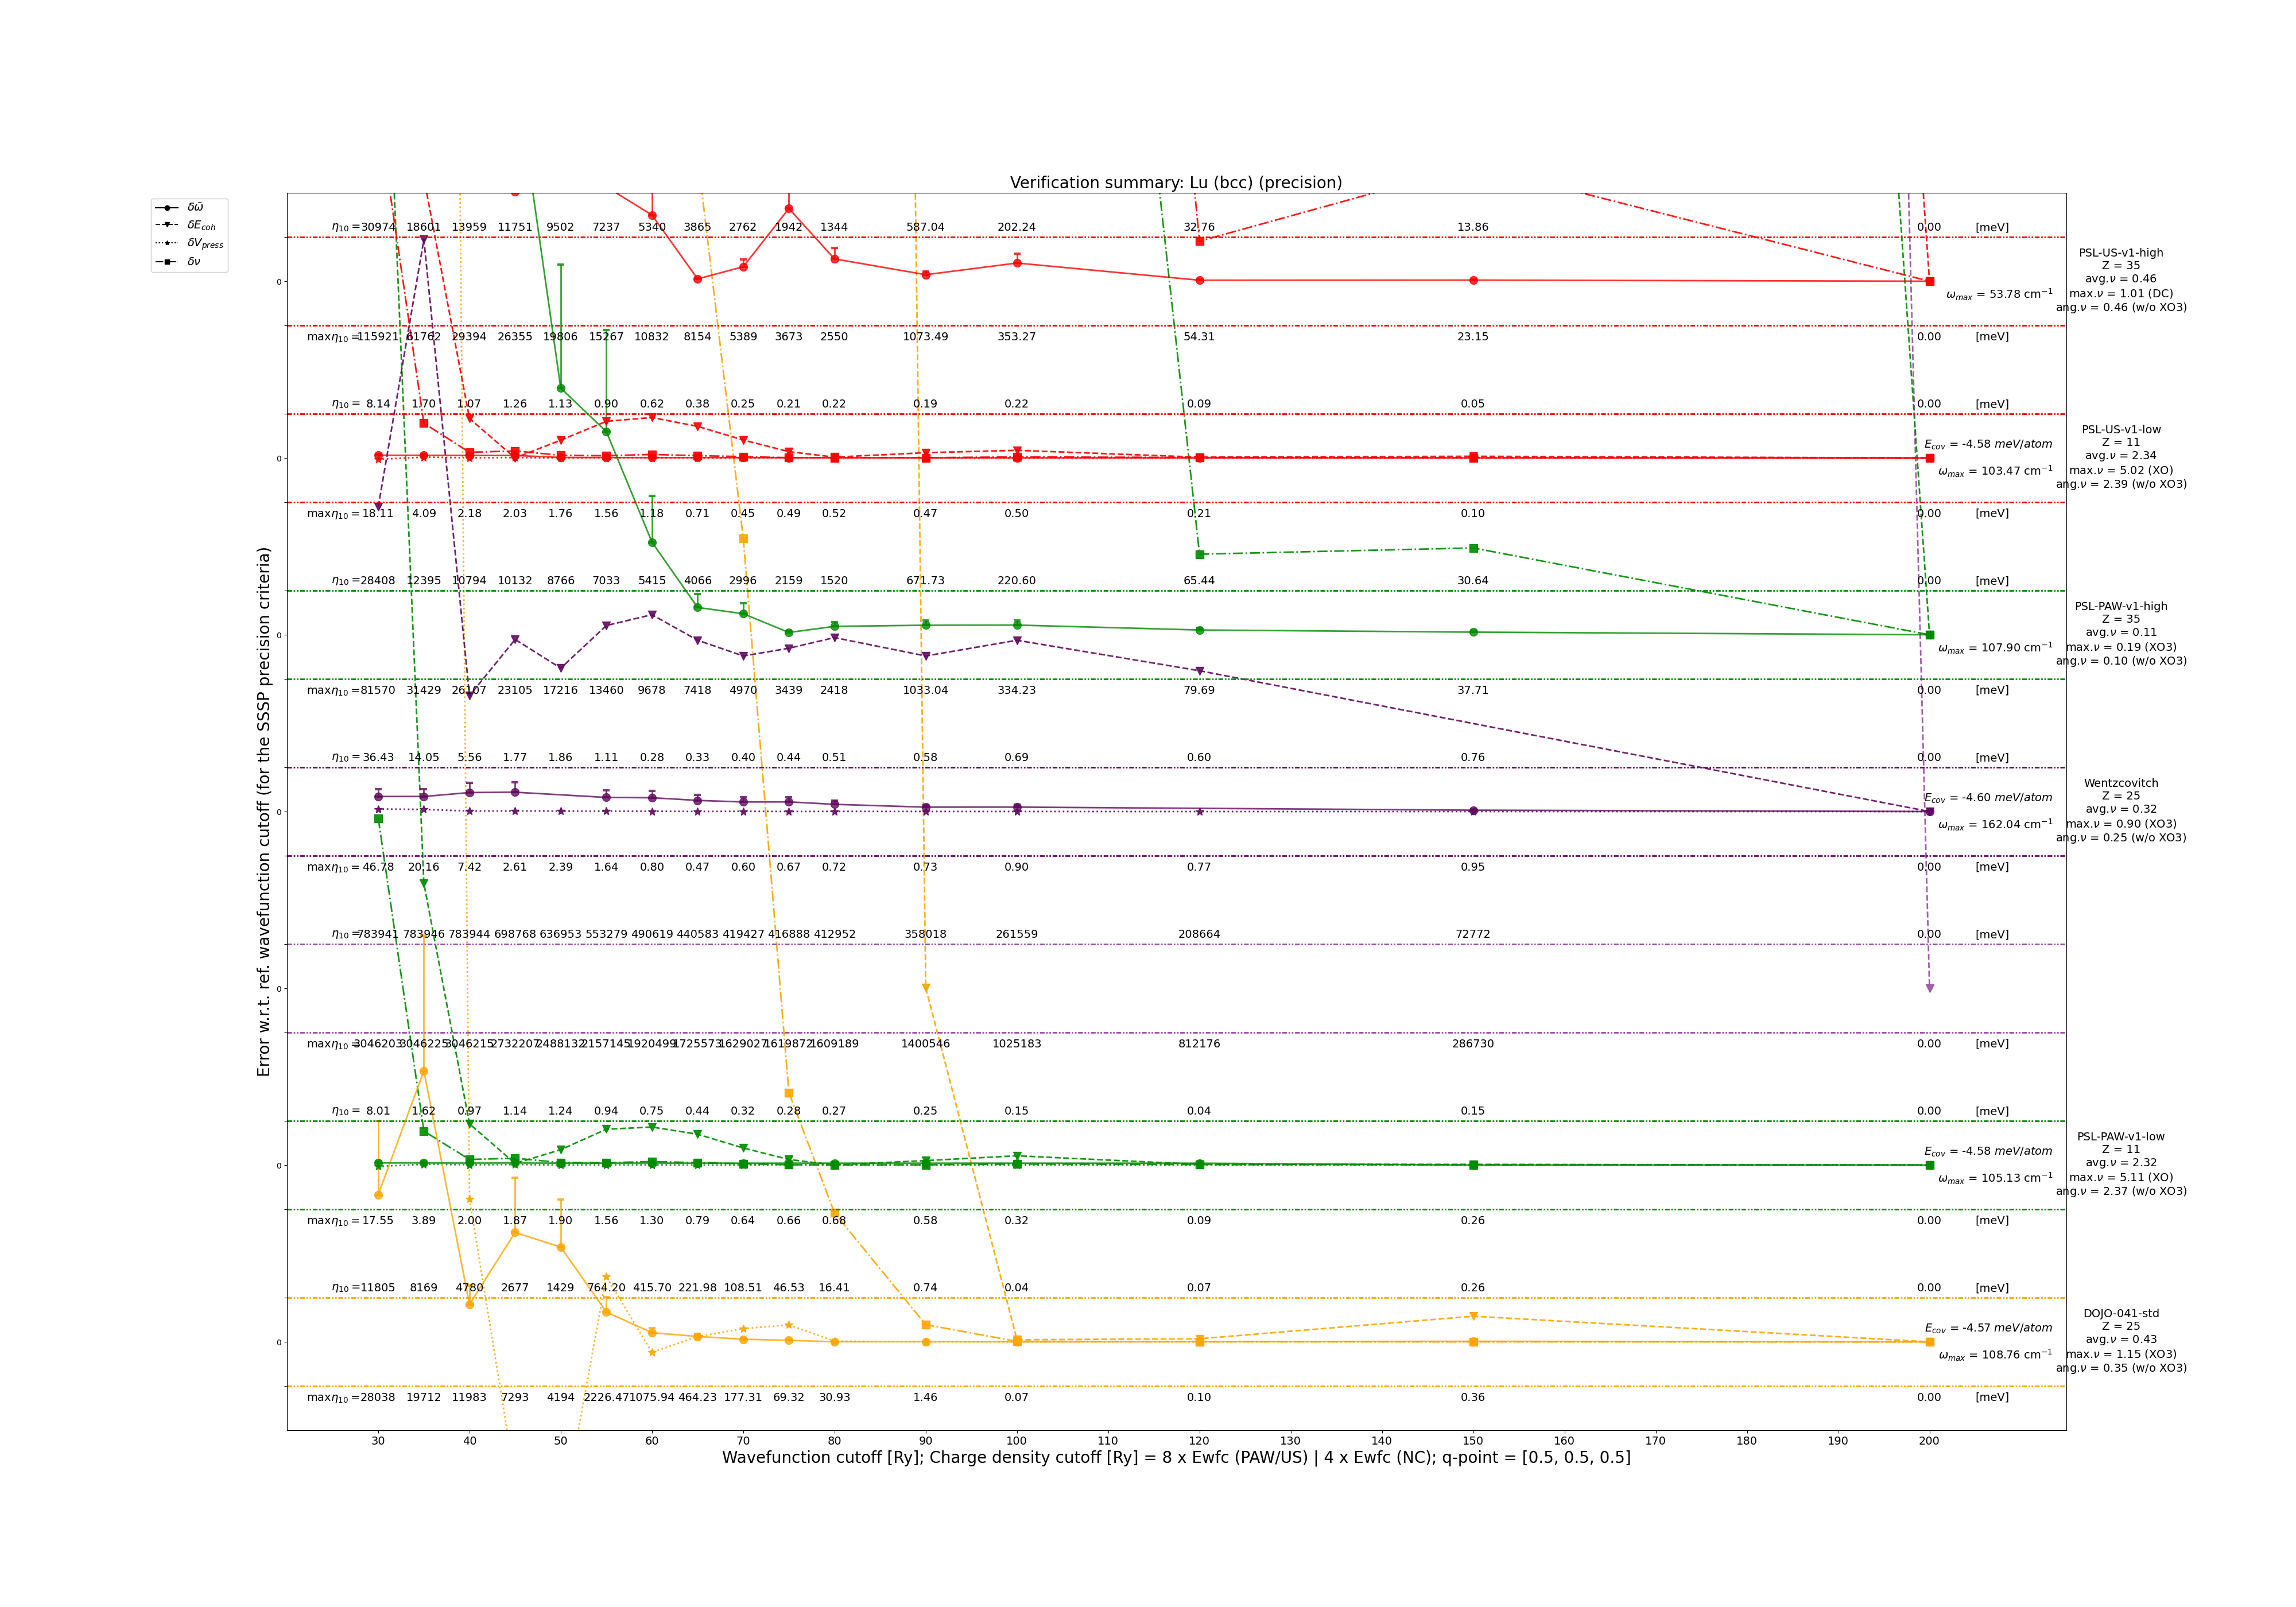 Verification summary: Lu (bcc) (precision)
δω̄
δE_coh
δV_press
δν
Error w.r.t. ref. wavefunction cutoff (for the SSSP precision criteria)
η₁₀ = 30974 18601 13959 11751 9502 7237 5340 3865 2762 1942 1344 587.04 202.24 32.76 13.86 0.00 [meV]
0
ω_max = 53.78 cm⁻¹
PSL-US-v1-high
Z = 35
avg.ν = 0.46
max.ν = 1.01 (DC)
ang.ν = 0.46 (w/o XO3)
maxη₁₀ = 115921 61762 29394 26355 19806 15267 10832 8154 5389 3673 2550 1073.49 353.27 54.31 23.15 0.00 [meV]
η₁₀ = 8.14 1.70 1.07 1.26 1.13 0.90 0.62 0.38 0.25 0.21 0.22 0.19 0.22 0.09 0.05 0.00 [meV]
0
E_cov = -4.58 meV/atom
ω_max = 103.47 cm⁻¹
PSL-US-v1-low
Z = 11
avg.ν = 2.34
max.ν = 5.02 (XO)
ang.ν = 2.39 (w/o XO3)
maxη₁₀ = 18.11 4.09 2.18 2.03 1.76 1.56 1.18 0.71 0.45 0.49 0.52 0.47 0.50 0.21 0.10 0.00 [meV]
η₁₀ = 28408 12395 10794 10132 8766 7033 5415 4066 2996 2159 1520 671.73 220.60 65.44 30.64 0.00 [meV]
0
ω_max = 107.90 cm⁻¹
PSL-PAW-v1-high
Z = 35
avg.ν = 0.11
max.ν = 0.19 (XO3)
ang.ν = 0.10 (w/o XO3)
maxη₁₀ = 81570 31429 26107 23105 17216 13460 9678 7418 4970 3439 2418 1033.04 334.23 79.69 37.71 0.00 [meV]
η₁₀ = 36.43 14.05 5.56 1.77 1.86 1.11 0.28 0.33 0.40 0.44 0.51 0.58 0.69 0.60 0.76 0.00 [meV]
0
E_cov = -4.60 meV/atom
ω_max = 162.04 cm⁻¹
Wentzcovitch
Z = 25
avg.ν = 0.32
max.ν = 0.90 (XO3)
ang.ν = 0.25 (w/o XO3)
maxη₁₀ = 46.78 20.16 7.42 2.61 2.39 1.64 0.80 0.47 0.60 0.67 0.72 0.73 0.90 0.77 0.95 0.00 [meV]
η₁₀ = 783941 783946 783944 698768 636953 553279 490619 440583 419427 416888 412952 358018 261559 208664 72772 0.00 [meV]
0
maxη₁₀ = 3046203 3046225 3046215 2732207 2488132 2157145 1920499 1725573 1629027 1619872 1609189 1400546 1025183 812176 286730 0.00 [meV]
η₁₀ = 8.01 1.62 0.97 1.14 1.24 0.94 0.75 0.44 0.32 0.28 0.27 0.25 0.15 0.04 0.15 0.00 [meV]
0
E_cov = -4.58 meV/atom
ω_max = 105.13 cm⁻¹
PSL-PAW-v1-low
Z = 11
avg.ν = 2.32
max.ν = 5.11 (XO)
ang.ν = 2.37 (w/o XO3)
maxη₁₀ = 17.55 3.89 2.00 1.87 1.90 1.56 1.30 0.79 0.64 0.66 0.68 0.58 0.32 0.09 0.26 0.00 [meV]
η₁₀ = 11805 8169 4780 2677 1429 764.20 415.70 221.98 108.51 46.53 16.41 0.74 0.04 0.07 0.26 0.00 [meV]
0
E_cov = -4.57 meV/atom
ω_max = 108.76 cm⁻¹
DOJO-041-std
Z = 25
avg.ν = 0.43
max.ν = 1.15 (XO3)
ang.ν = 0.35 (w/o XO3)
maxη₁₀ = 28038 19712 11983 7293 4194 2226.47 1075.94 464.23 177.31 69.32 30.93 1.46 0.07 0.10 0.36 0.00 [meV]
30 40 50 60 70 80 90 100 110 120 130 140 150 160 170 180 190 200
Wavefunction cutoff [Ry]; Charge density cutoff [Ry] = 8 x Ewfc (PAW/US) | 4 x Ewfc (NC); q-point = [0.5, 0.5, 0.5]